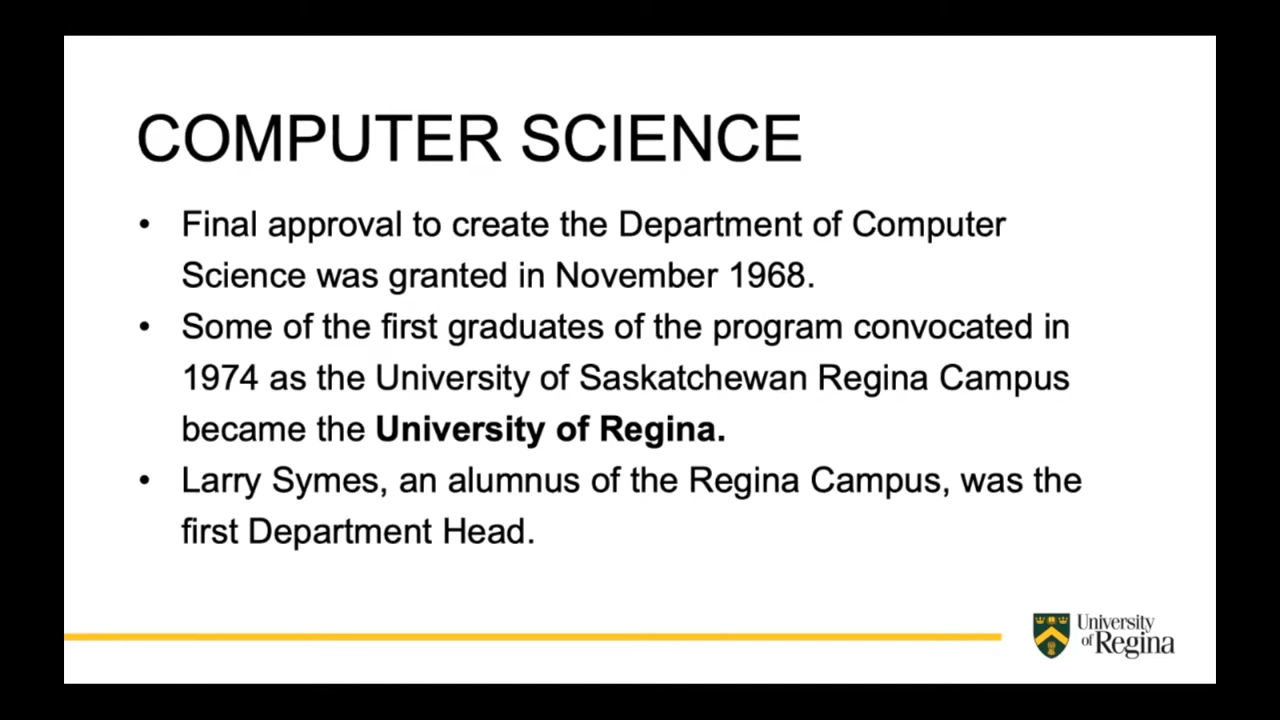 COMPUTER SCIENCE
• Final approval to create the Department of Computer
Science was granted in November 1968.
• Some of the first graduates of the program convocated in
1974 as the University of Saskatchewan Regina Campus
became the University of Regina.
• Larry Symes, an alumnus of the Regina Campus, was the
first Department Head.
University
of Regina